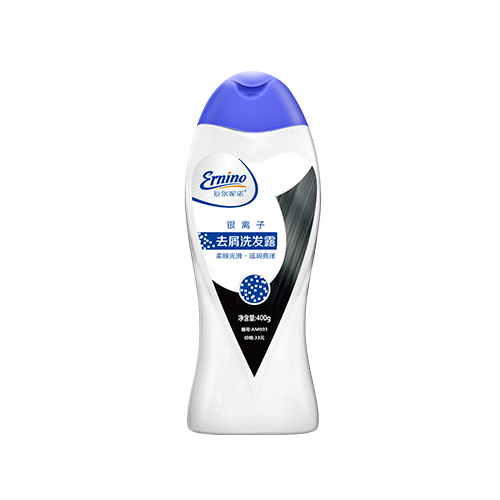 Ernino
亿尔妮诺®
银离子
去屑洗发露
柔顺光滑·滋润亮泽
净含量:400g
编号:AM003
价格:33元